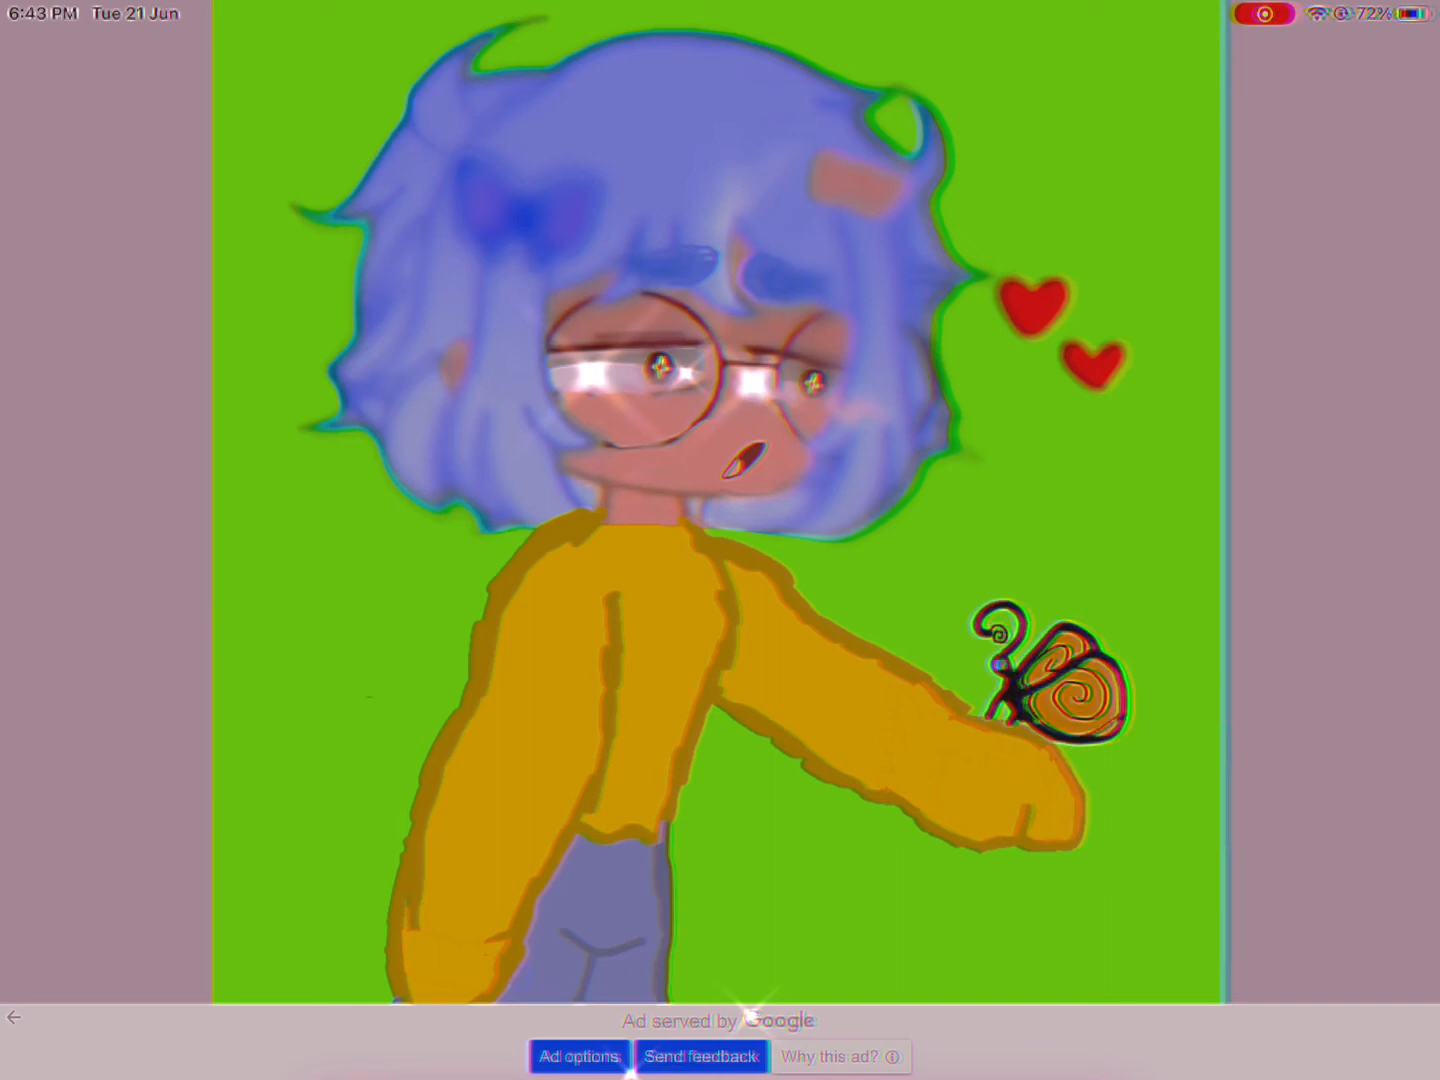 6:43 PM Tue 21 Jun 72%
Ad served by Google
Ad options Send feedback Why this ad?